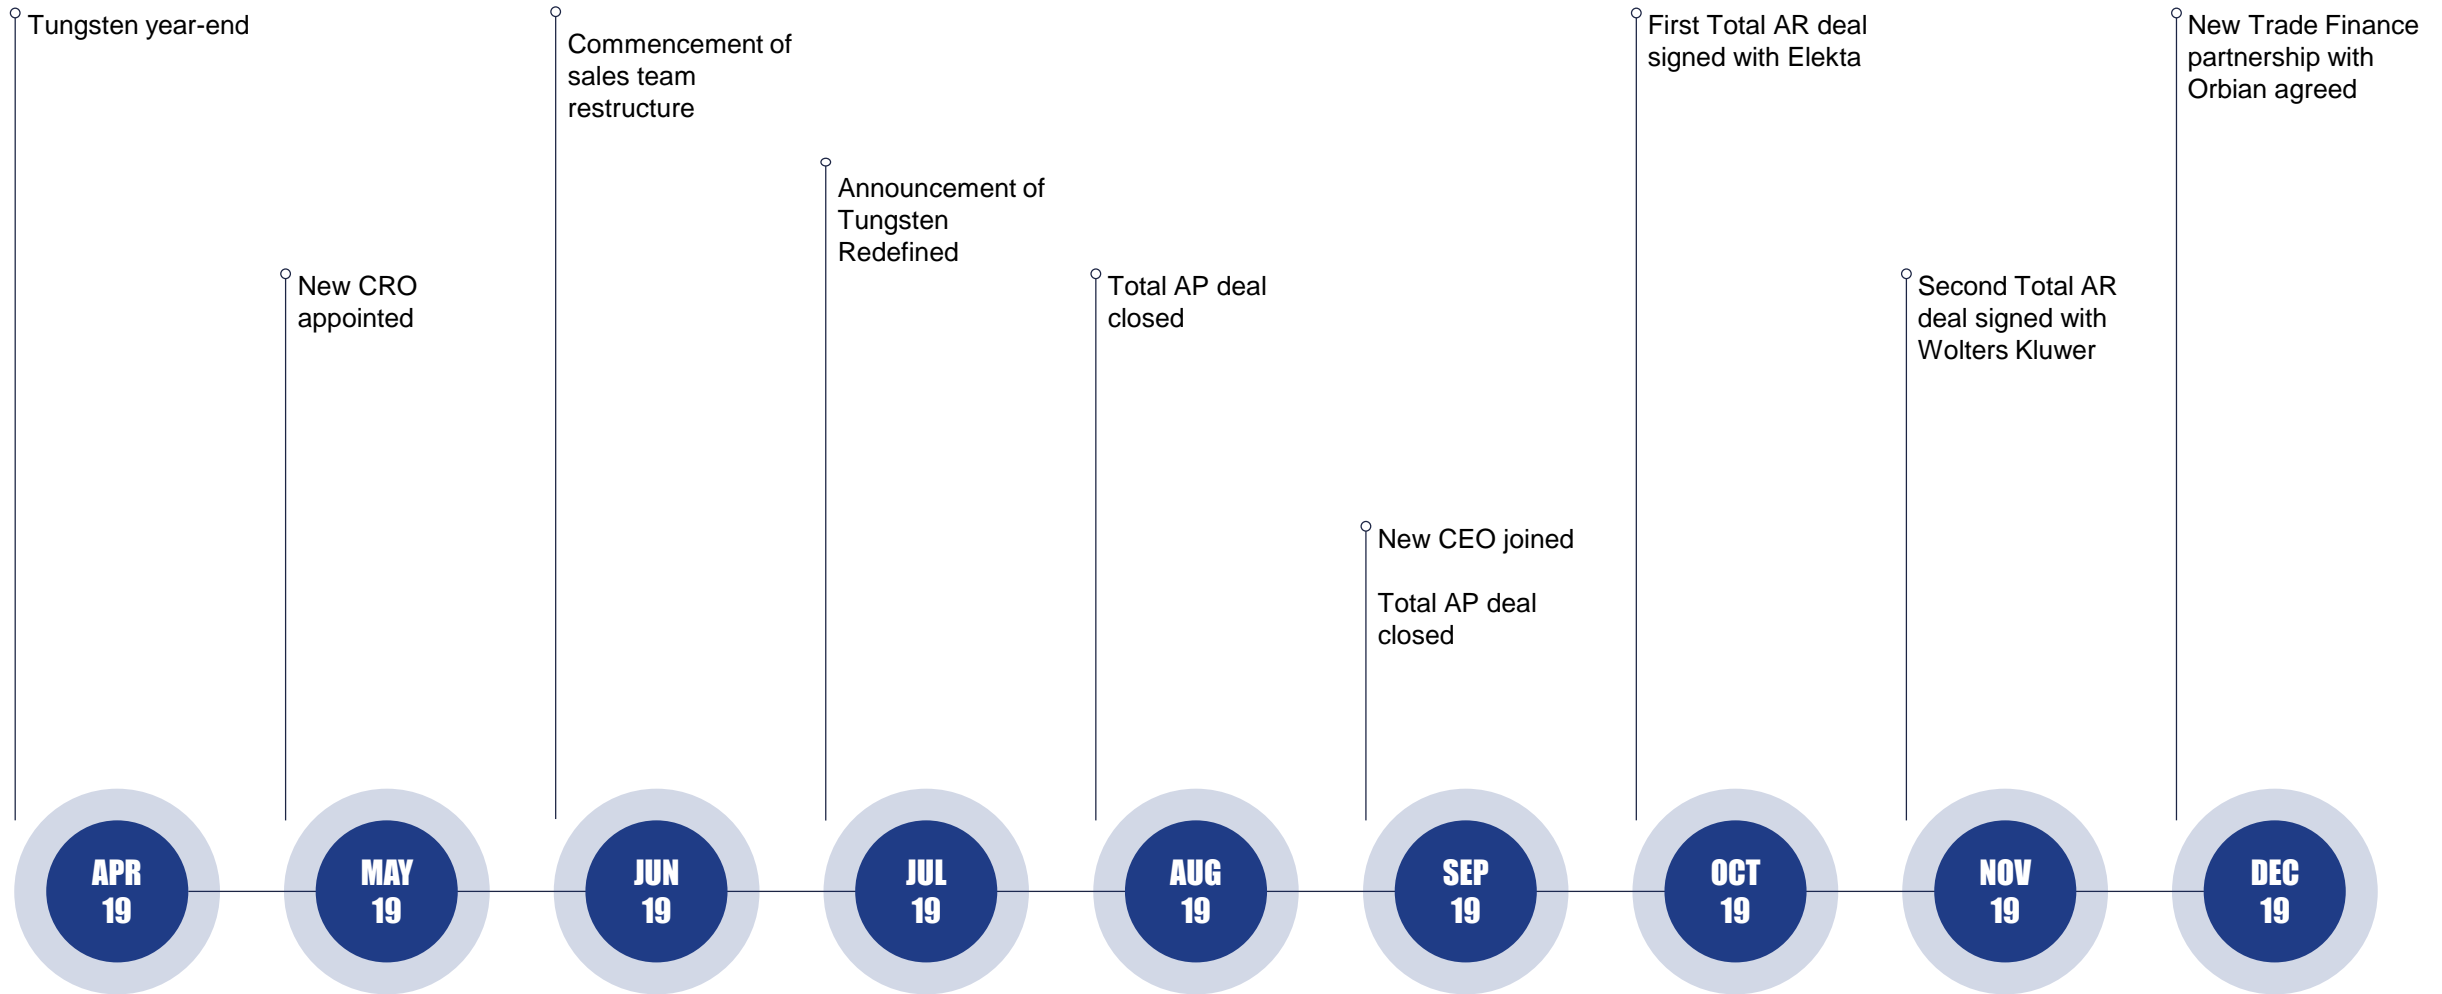 Tungsten year-end
New CRO
appointed
Commencement of
sales team
restructure
Announcement of
Tungsten
Redefined
Total AP deal
closed
New CEO joined
Total AP deal
closed
First Total AR deal
signed with Elekta
Second Total AR
deal signed with
Wolters Kluwer
New Trade Finance
partnership with
Orbian agreed
APR
19
MAY
19
JUN
19
JUL
19
AUG
19
SEP
19
OCT
19
NOV
19
DEC
19